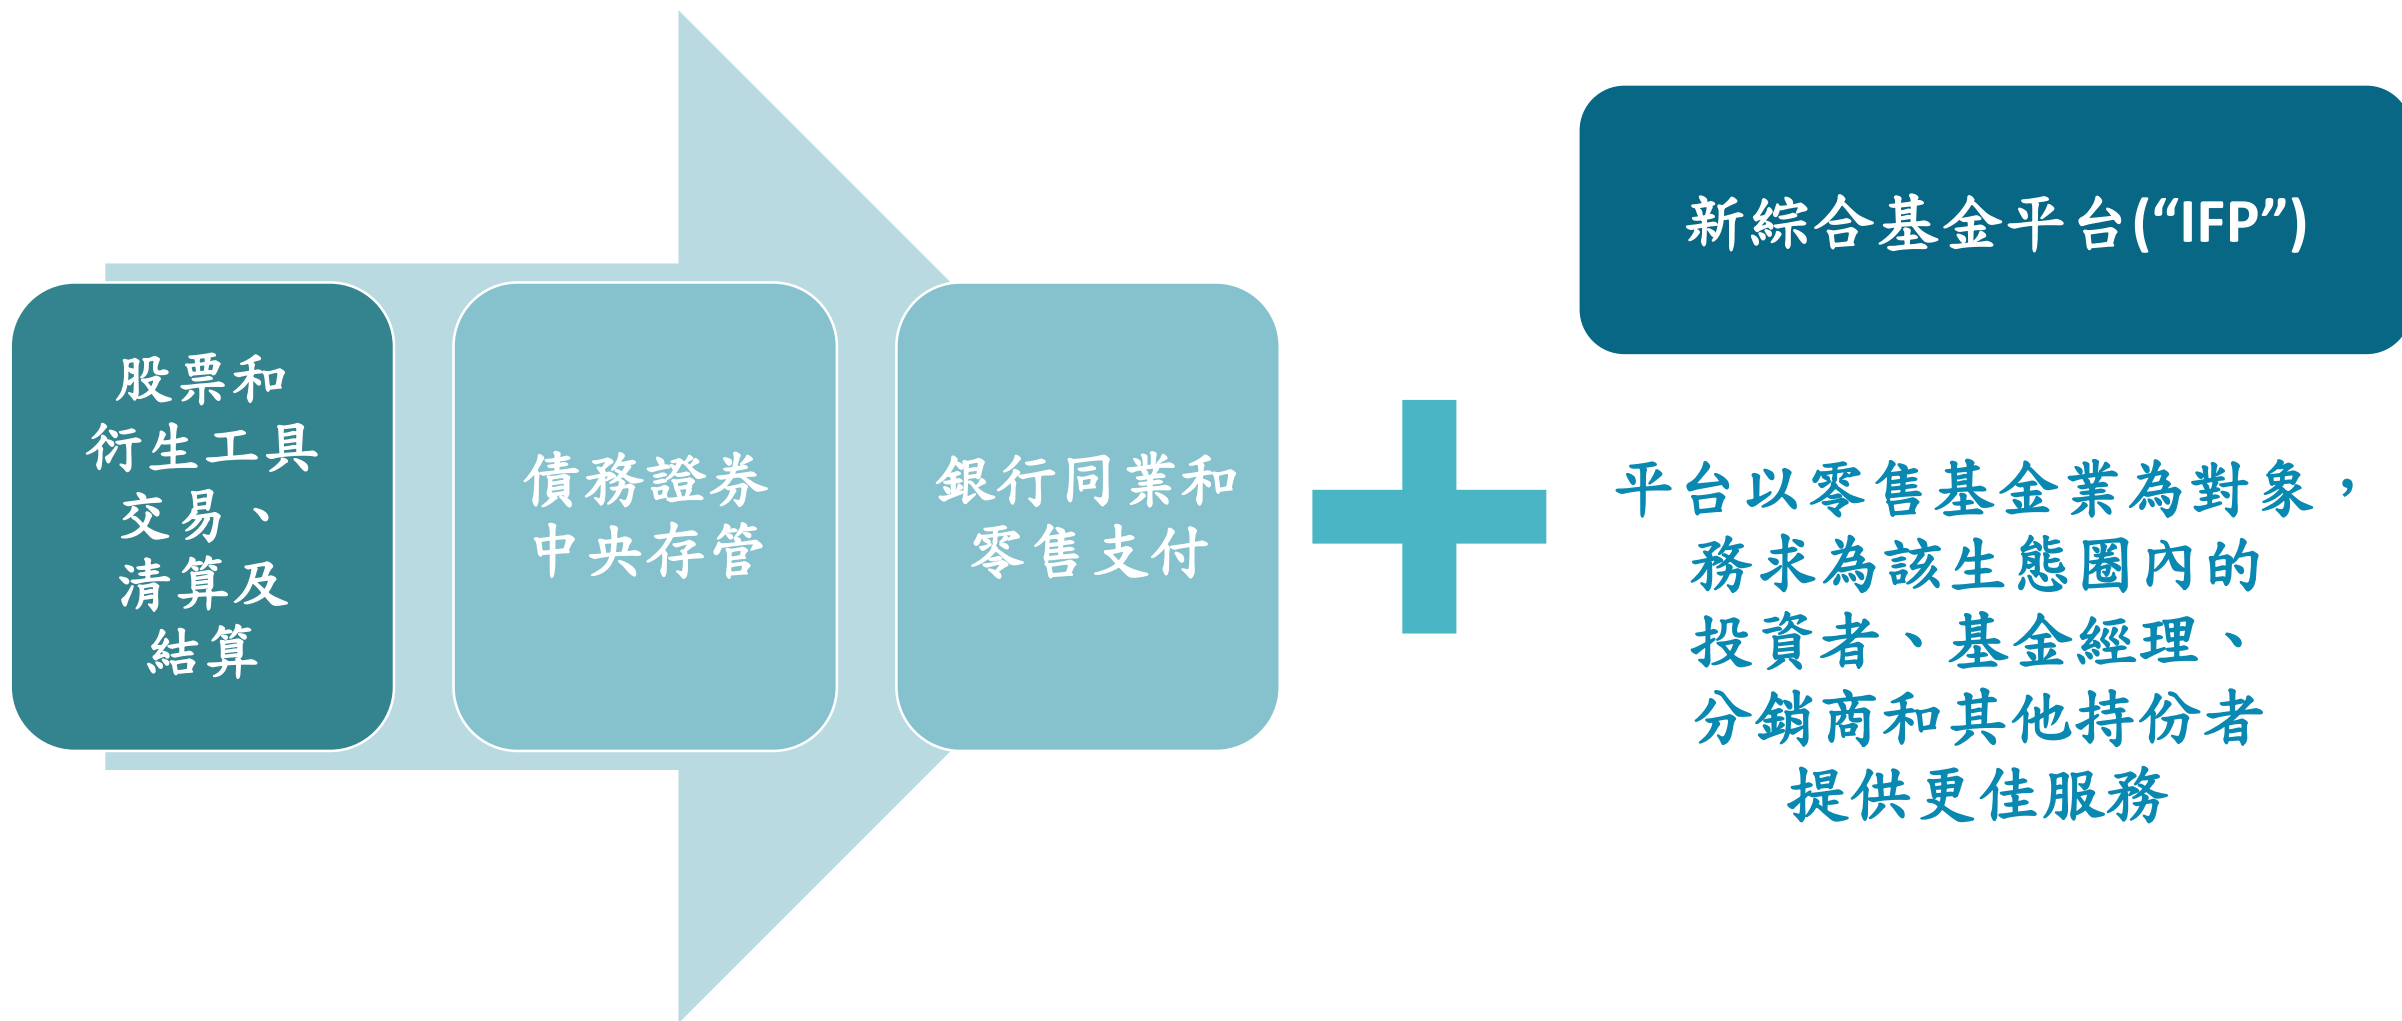 股票和
衍生工具
交易、
清算及
結算
債務證券
中央存管
銀行同業和
零售支付
新綜合基金平台(“IFP”)
平台以零售基金業為對象，
務求為該生態圈內的
投資者、基金經理、
分銷商和其他持份者
提供更佳服務